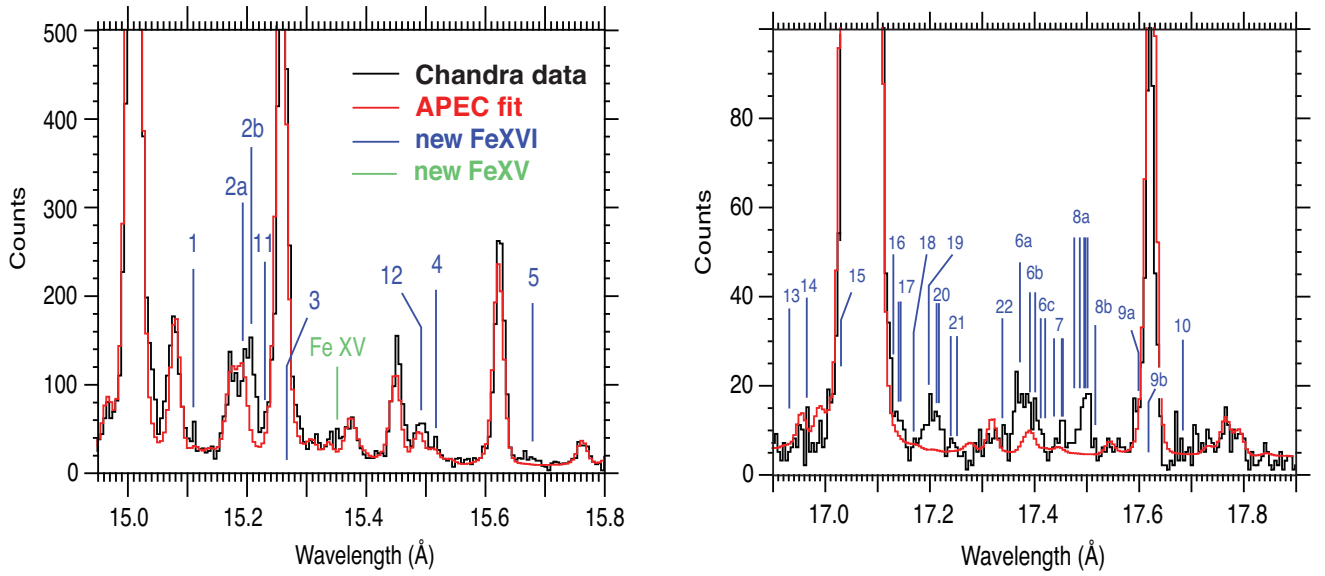 500
400
300
200
100
0
Counts
Chandra data
APEC fit
new FeXVI
new FeXV
2b
2a
1
11
3
12
4
5
Fe XV
15.0
15.2
15.4
15.6
15.8
Wavelength (Å)
80
60
40
20
0
Counts
8a
16
18
19
6a
6b
13
14
15
17
20
21
22
6c
7
8b
9a
10
9b
17.0
17.2
17.4
17.6
17.8
Wavelength (Å)